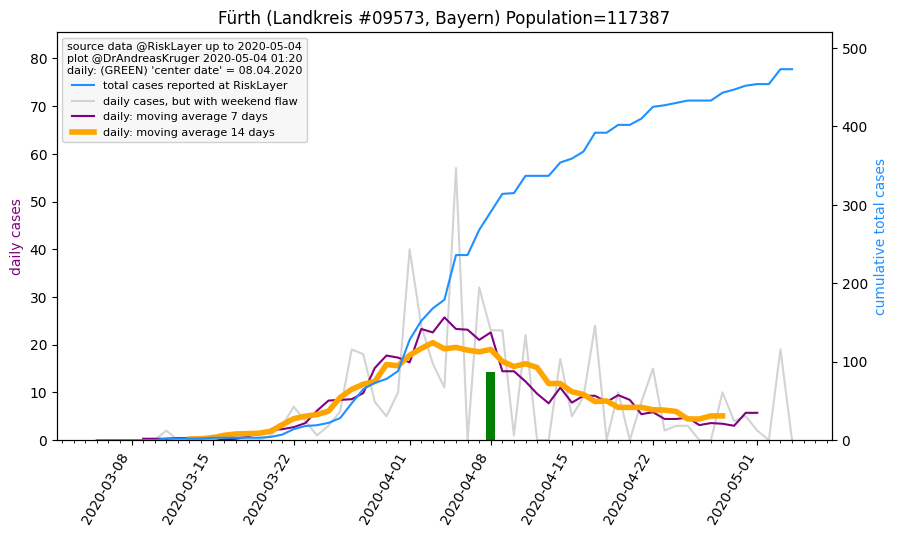 Fürth (Landkreis #09573, Bayern) Population=117387
source data @RiskLayer up to 2020-05-04
plot @DrAndreasKruger 2020-05-04 01:20
daily: (GREEN) 'center date' = 08.04.2020
total cases reported at RiskLayer
daily cases, but with weekend flaw
daily: moving average 7 days
daily: moving average 14 days
daily cases
80
70
60
50
40
30
20
10
0
500
400
300
200
100
0
cumulative total cases
2020-03-08
2020-03-15
2020-03-22
2020-04-01
2020-04-08
2020-04-15
2020-04-22
2020-05-01